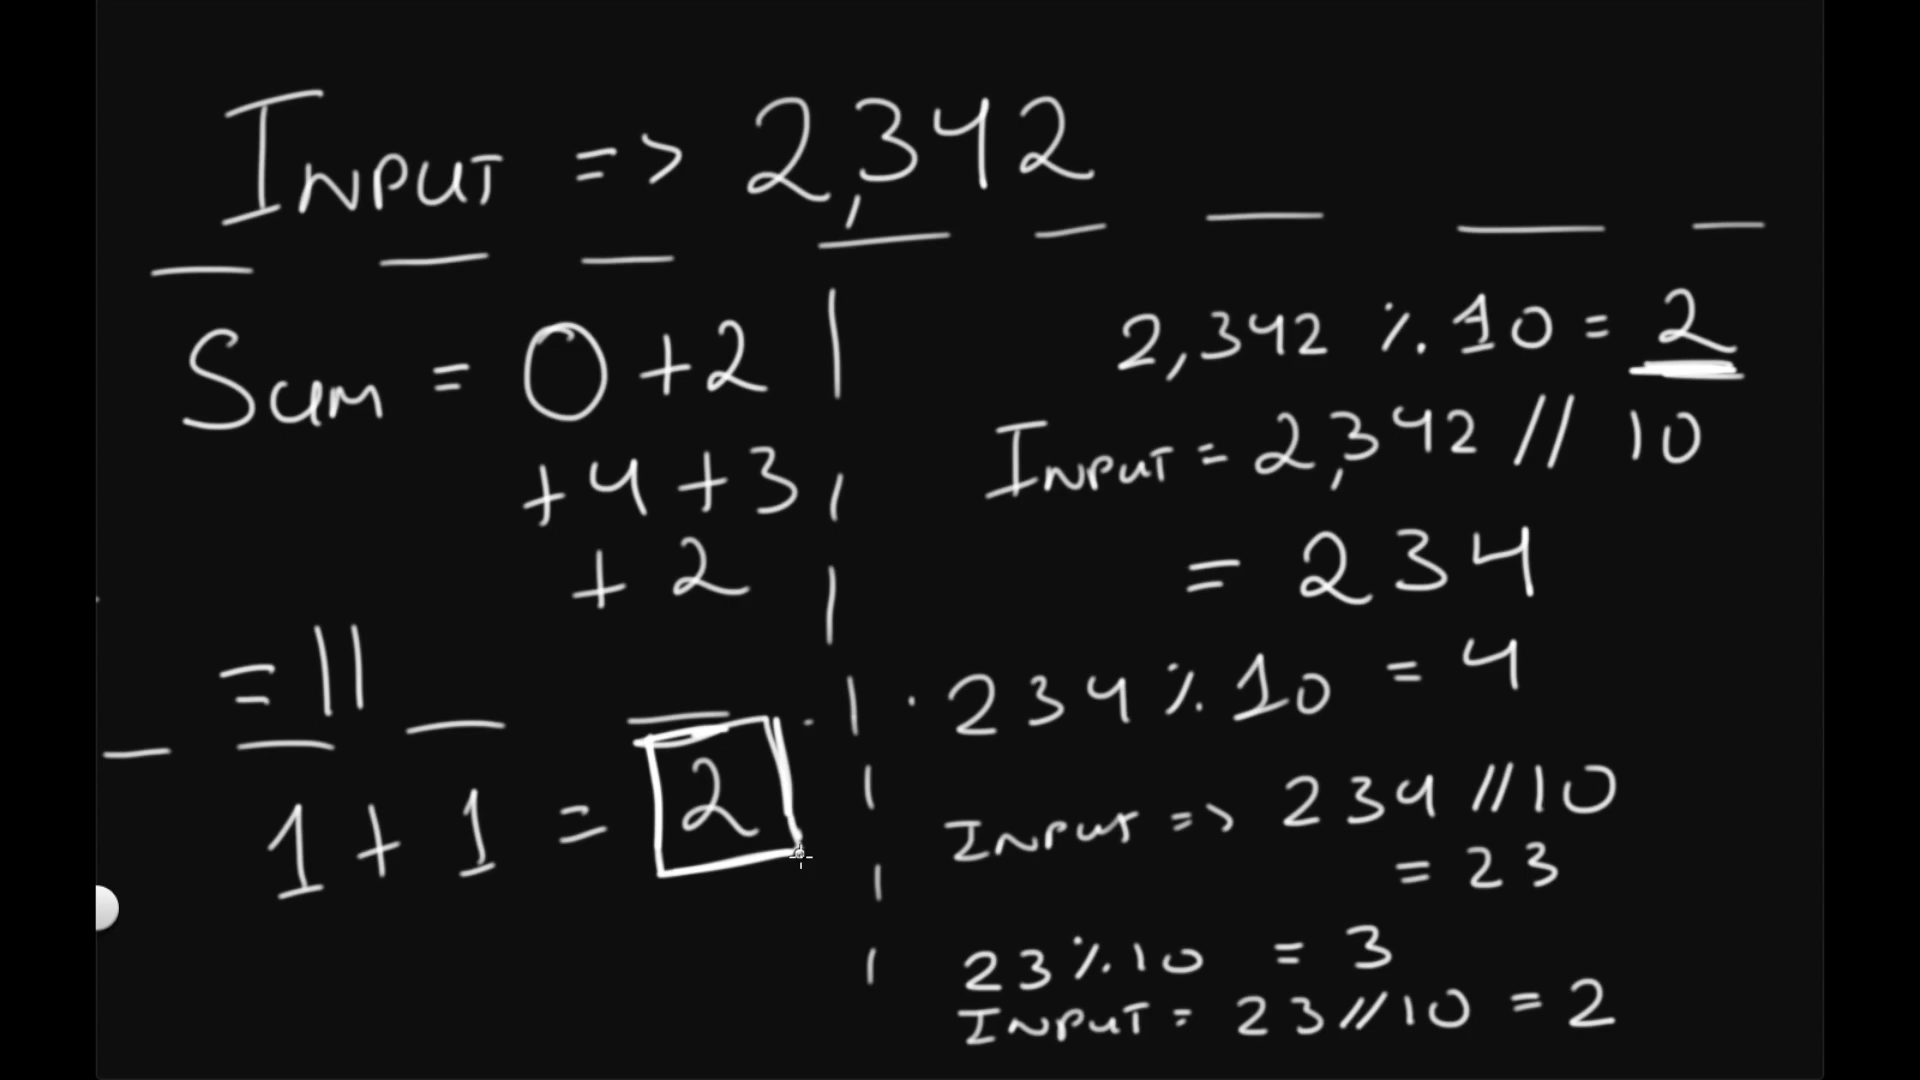 INPUT => 2,342
Sum = 0 + 2
+ 4 + 3
+ 2
= 11
1 + 1 = 2
2,342 % 10 = 2
INPUT = 2,342 // 10
= 234
234 % 10 = 4
INPUT => 234 // 10
= 23
23 % 10 = 3
INPUT = 23 // 10 = 2